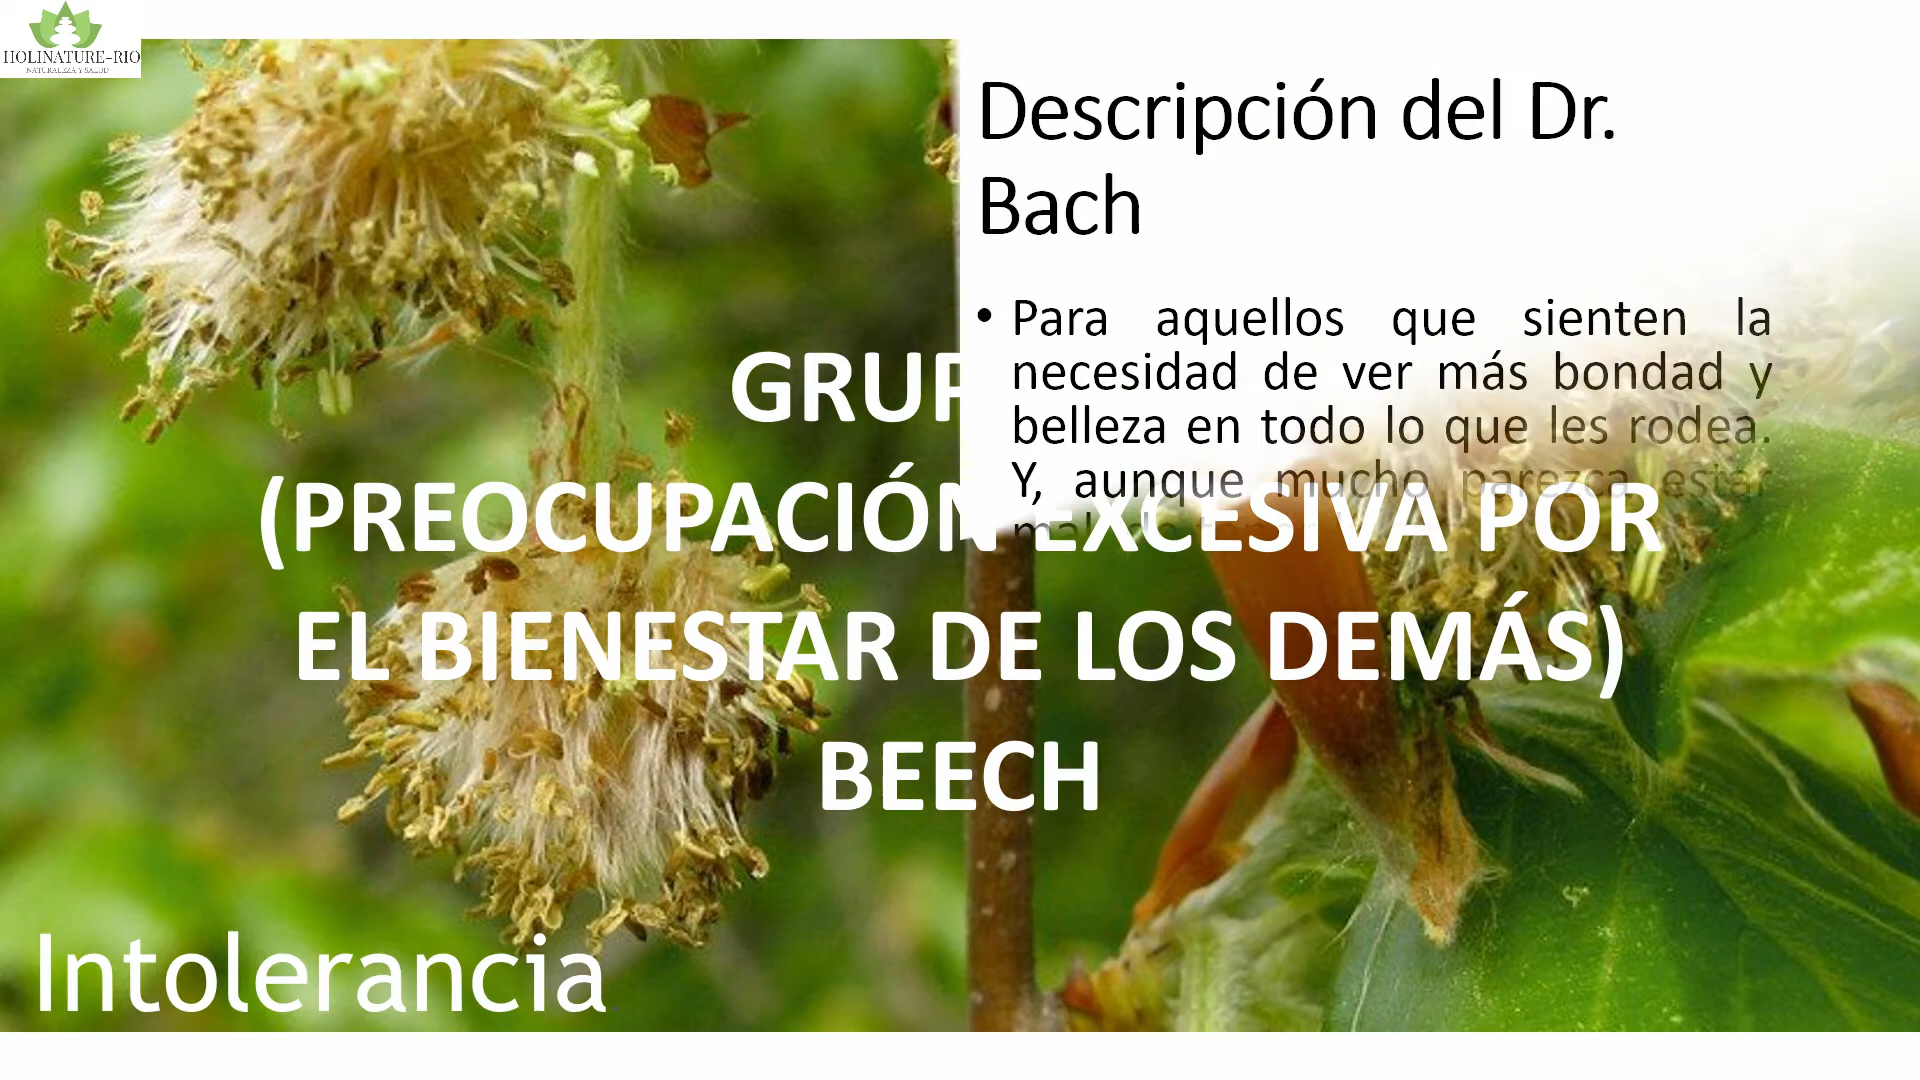 HOLINATURE-RIO
NATURALEZA Y SALUD
Descripción del Dr.
Bach
• Para aquellos que sienten la
necesidad de ver más bondad y
belleza en todo lo que les rodea.
Y, aunque mucho parezca estar
GRUP
(PREOCUPACIÓN EXCESIVA POR
EL BIENESTAR DE LOS DEMÁS)
BEECH
Intolerancia